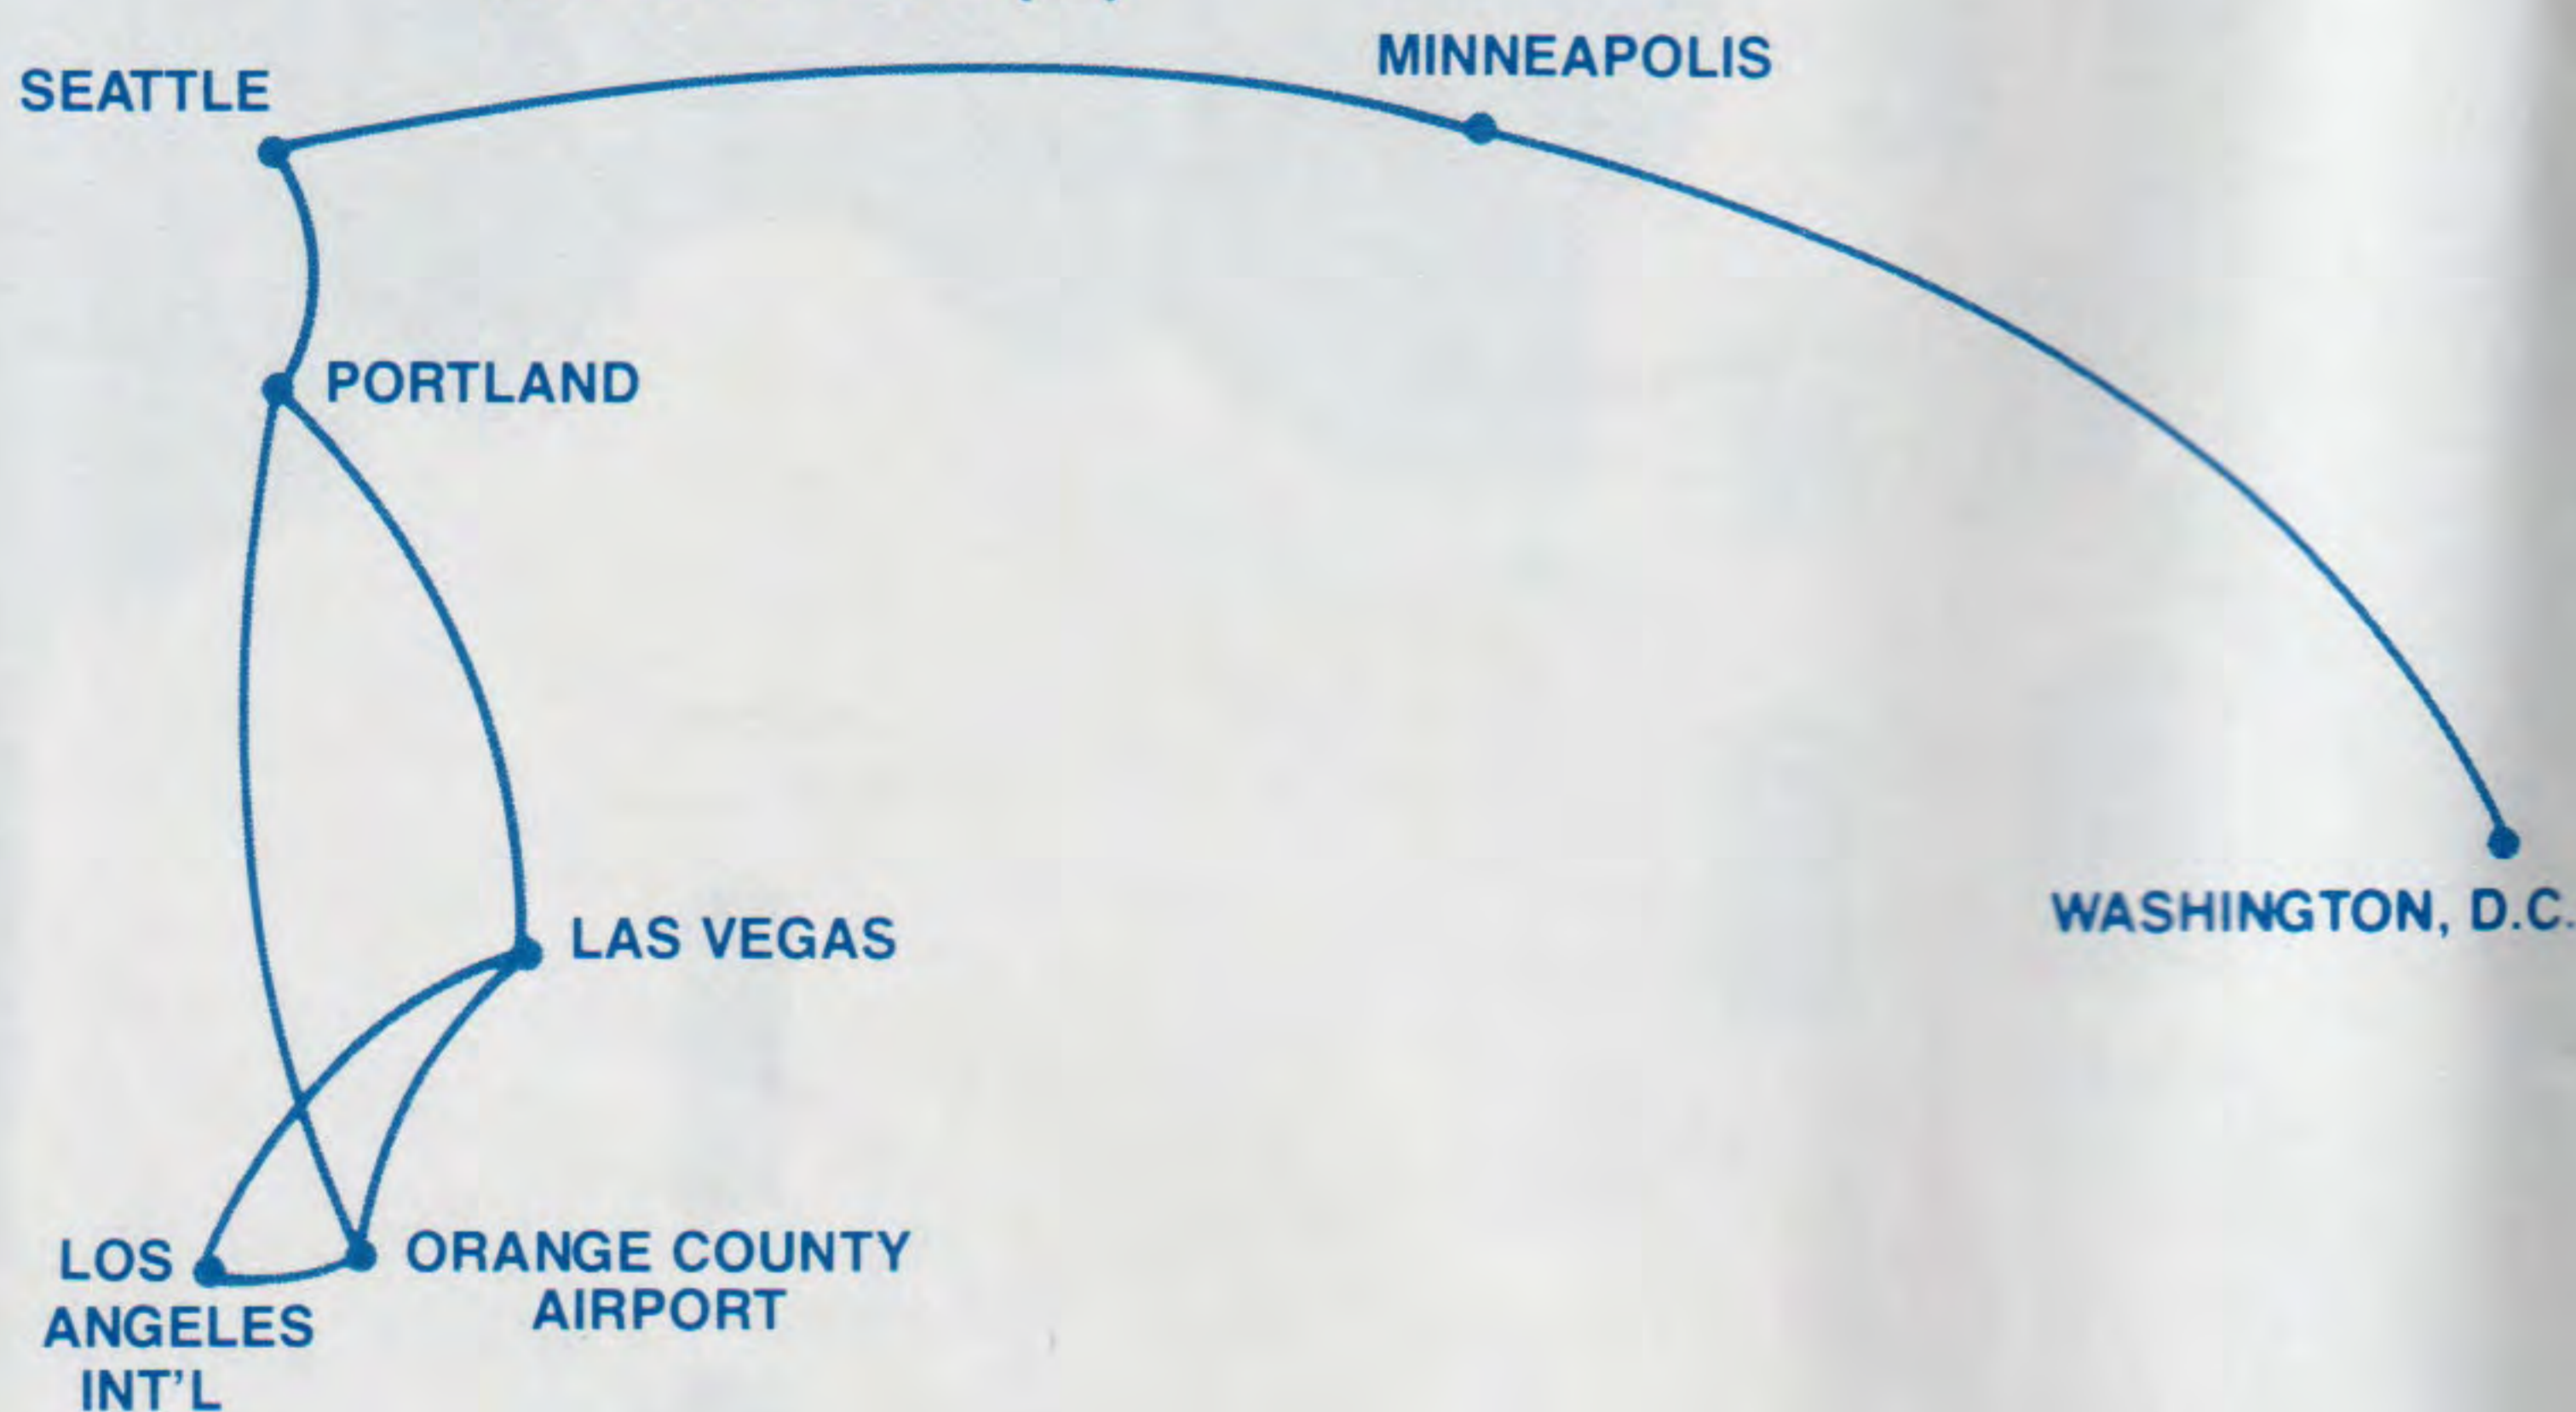 MINNEAPOLIS
SEATTLE
PORTLAND
LAS VEGAS
WASHINGTON, D.C.
LOS
ANGELES
INT'L
ORANGE COUNTY
AIRPORT